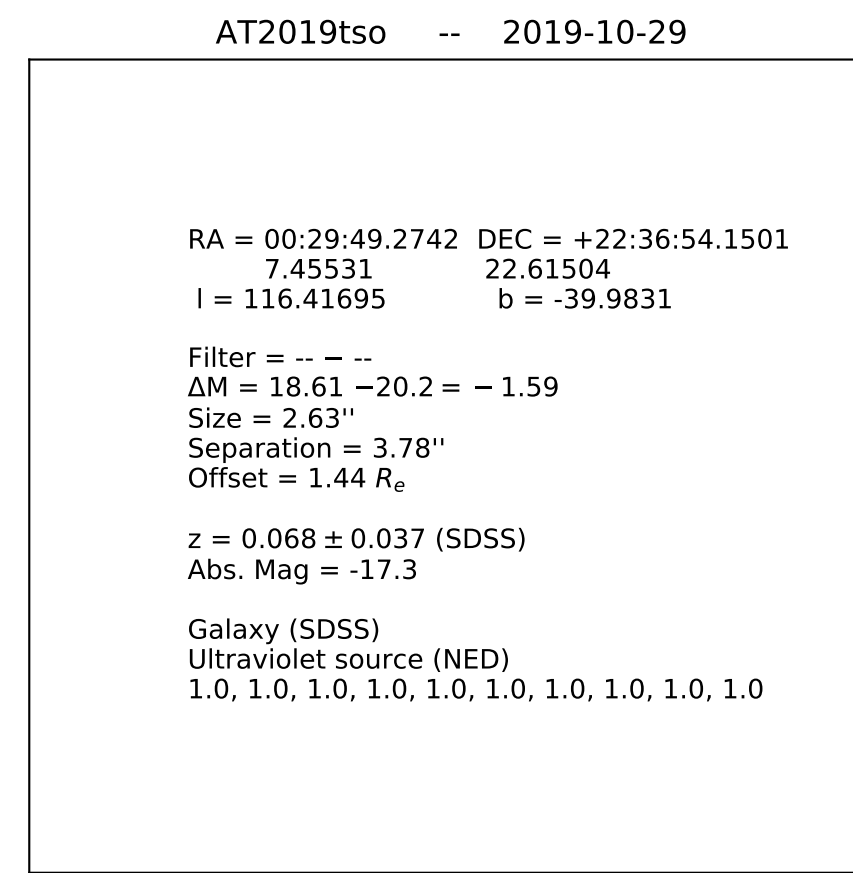 AT2019tso -- 2019-10-29
RA = 00:29:49.2742 DEC = +22:36:54.1501
7.45531 22.61504
l = 116.41695 b = -39.9831
Filter = -- − --
ΔM = 18.61 −20.2 = − 1.59
Size = 2.63''
Separation = 3.78''
Offset = 1.44 Rₑ
z = 0.068 ± 0.037 (SDSS)
Abs. Mag = -17.3
Galaxy (SDSS)
Ultraviolet source (NED)
1.0, 1.0, 1.0, 1.0, 1.0, 1.0, 1.0, 1.0, 1.0, 1.0